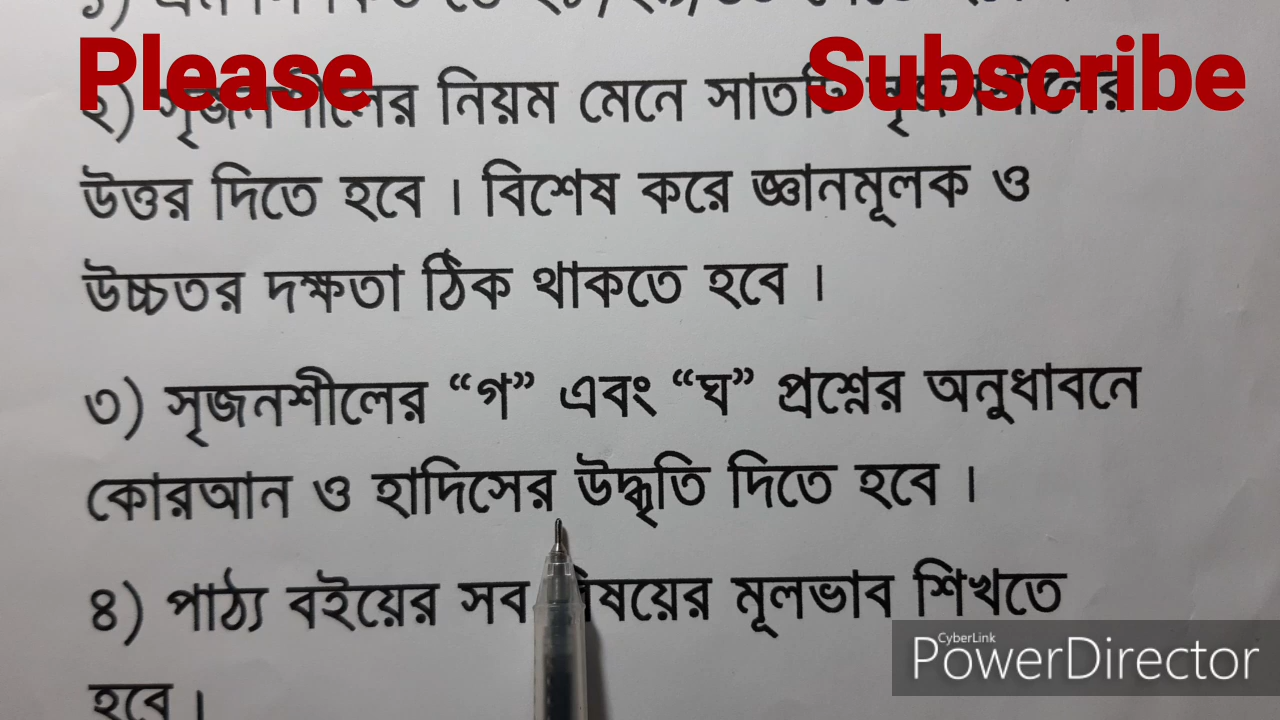 Please Subscribe
২) সৃজনশীলের নিয়ম মেনে সাতটি সৃজনশীলের
উত্তর দিতে হবে । বিশেষ করে জ্ঞানমূলক ও
উচ্চতর দক্ষতা ঠিক থাকতে হবে ।
৩) সৃজনশীলের “গ” এবং “ঘ” প্রশ্নের অনুধাবনে
কোরআন ও হাদিসের উদ্ধৃতি দিতে হবে ।
৪) পাঠ্য বইয়ের সব বিষয়ের মূলভাব শিখতে
হবে ।
CyberLink
PowerDirector